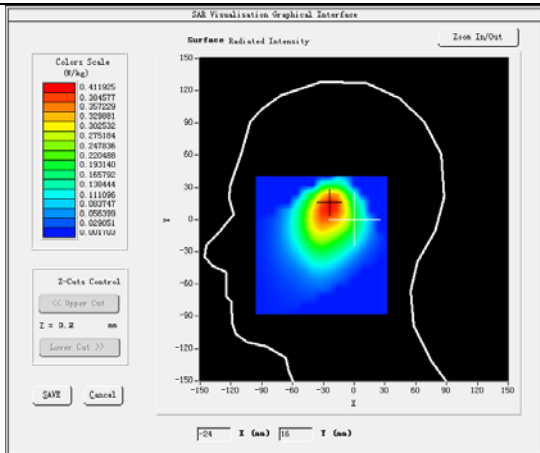 SAR Visualisation Graphical Interface
Surface Radiated Intensity
Zoom In/Out
Colors Scale
(W/kg)
0.411925
0.384577
0.357229
0.329881
0.302532
0.275184
0.247836
0.220488
0.193140
0.165792
0.138444
0.111096
0.083747
0.056399
0.029051
0.001703
Z-Cuts Control
<< Upper Cut
Z = 0.2 mm
Lower Cut >>
SAVE
Cancel
150
120
90
60
30
0
-30
-60
-90
-120
-150
Y
-150 -120 -90 -60 -30 0 30 60 90 120 150
X
-24 X (mm) 16 Y (mm)